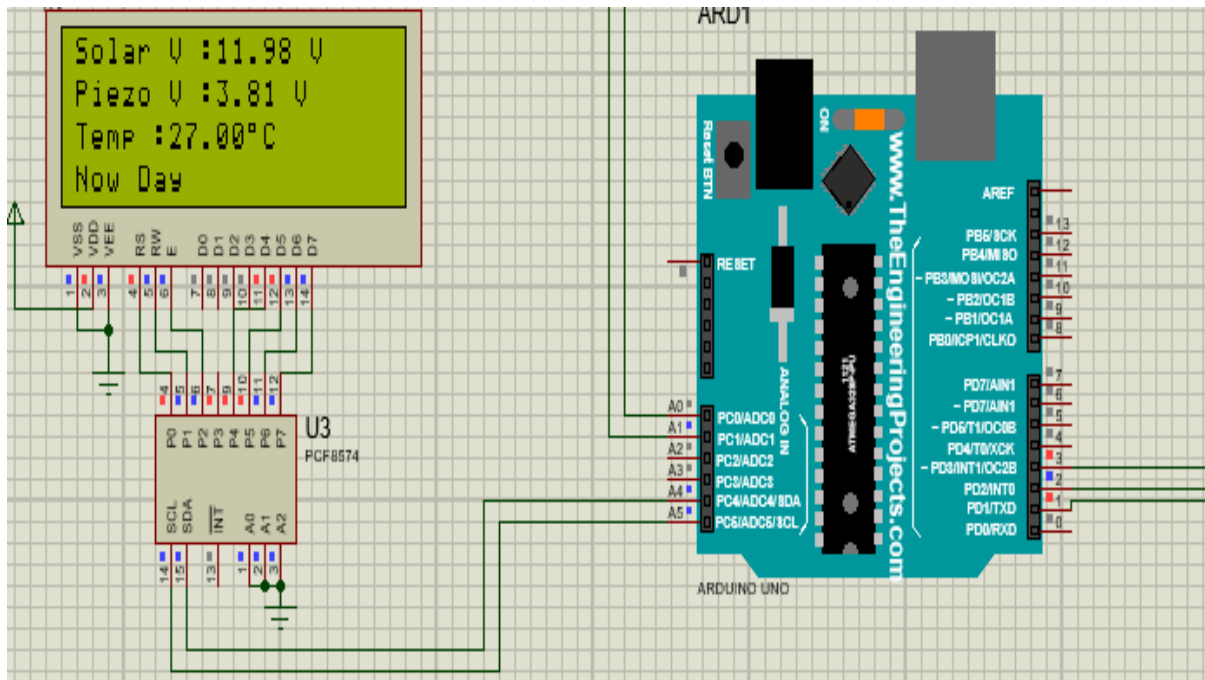 ARD1
Solar V :11.98 V
Piezo V :3.81 V
Temp :27.00°C
Now Day
VSS
VDD
VEE
RS
RW
E
D0
D1
D2
D3
D4
D5
D6
D7
1
2
3
4
5
6
7
8
9
10
11
12
13
14
4
5
6
7
9
10
11
12
P0
P1
P2
P3
P4
P5
P6
P7
U3
PCF8574
SCL
SDA
INT
A0
A1
A2
14
15
13
1
2
3
Reset BTN
ON
www.TheEngineeringProjects.com
RESET
ANALOG IN
ATMEGA328P-PU
1121
A0
A1
A2
A3
A4
A5
PC0/ADC0
PC1/ADC1
PC2/ADC2
PC3/ADC3
PC4/ADC4/SDA
PC5/ADC5/SCL
AREF
PB5/SCK
PB4/MISO
~PB3/MOSI/OC2A
~PB2/OC1B
~PB1/OC1A
PB0/ICP1/CLKO
13
12
11
10
9
8
PD7/AIN1
~PD7/AIN1
~PD5/T1/OC0B
PD4/T0/XCK
~PD3/INT1/OC2B
PD2/INT0
PD1/TXD
PD0/RXD
7
6
5
4
3
2
1
0
ARDUINO UNO